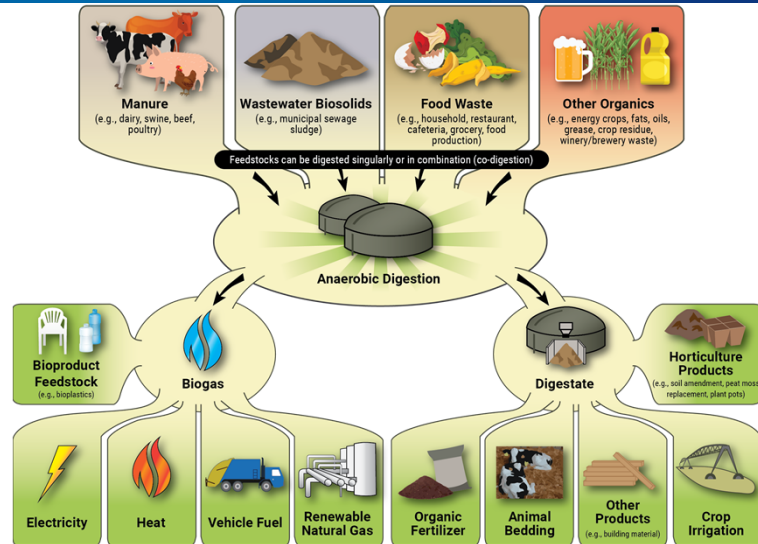 Manure
(e.g., dairy, swine, beef,
poultry)
Wastewater Biosolids
(e.g., municipal sewage
sludge)
Food Waste
(e.g., household, restaurant,
cafeteria, grocery, food
production)
Other Organics
(e.g., energy crops, fats, oils,
grease, crop residue,
winery/brewery waste)
Feedstocks can be digested singularly or in combination (co-digestion)
Anaerobic Digestion
Bioproduct
Feedstock
(e.g., bioplastics)
Biogas
Digestate
Horticulture
Products
(e.g., soil amendment, peat moss
replacement, plant pots)
Electricity
Heat
Vehicle Fuel
Renewable
Natural Gas
Organic
Fertilizer
Animal
Bedding
Other
Products
(e.g., building material)
Crop
Irrigation